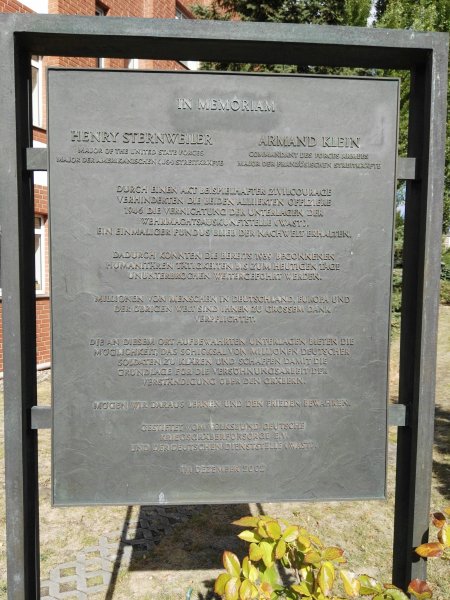 IN MEMORIAM
HENRY STERNWEILER
ARMAND KLEIN
MAJOR OF THE UNITED STATE FORCES
COMMANDANT DES FORCES ARMEES
MAJOR DER AMERIKANISCHEN (USA) STREITKRÄFTE
MAJOR DER FRANZÖSISCHEN STREITKRÄFTE
DURCH EINEN AKT BEISPIELHAFTER ZIVILCOURAGE
VERHINDERTEN DIE BEIDEN ALLIIERTEN OFFIZIERE
1946 DIE VERNICHTUNG DER UNTERLAGEN DER
WEHRMACHTSAUSKUNFTSTELLE (WAST).
EIN EINMALIGER FUNDUS BLIEB DER NACHWELT ERHALTEN.
DADURCH KONNTEN DIE BEREITS 1939 BEGONNENEN
HUMANITÄREN TÄTIGKEITEN BIS ZUM HEUTIGEN TAGE
UNUNTERBROCHEN WEITERGEFÜHRT WERDEN.
MILLIONEN VON MENSCHEN IN DEUTSCHLAND, EUROPA UND
DER ÜBRIGEN WELT SIND IHNEN ZU GROSSEM DANK
VERPFLICHTET.
DIE AN DIESEM ORT AUFBEWAHRTEN UNTERLAGEN BIETEN DIE
MÖGLICHKEIT, DAS SCHICKSAL VON MILLIONEN DEUTSCHER
SOLDATEN ZU KLÄREN UND SCHAFFEN DAMIT DIE
GRUNDLAGE FÜR DIE VERSÖHNUNGSARBEIT DER
VERSTÄNDIGUNG ÜBER DEN GRÄBERN.
MÖGEN WIR DARAUS LERNEN UND DEN FRIEDEN BEWAHREN.
GESTIFTET VOM VOLKSBUND DEUTSCHE
KRIEGSGRÄBERFÜRSORGE E.V.
UND DER DEUTSCHEN DIENSTSTELLE (WAST)
IM DEZEMBER 2002